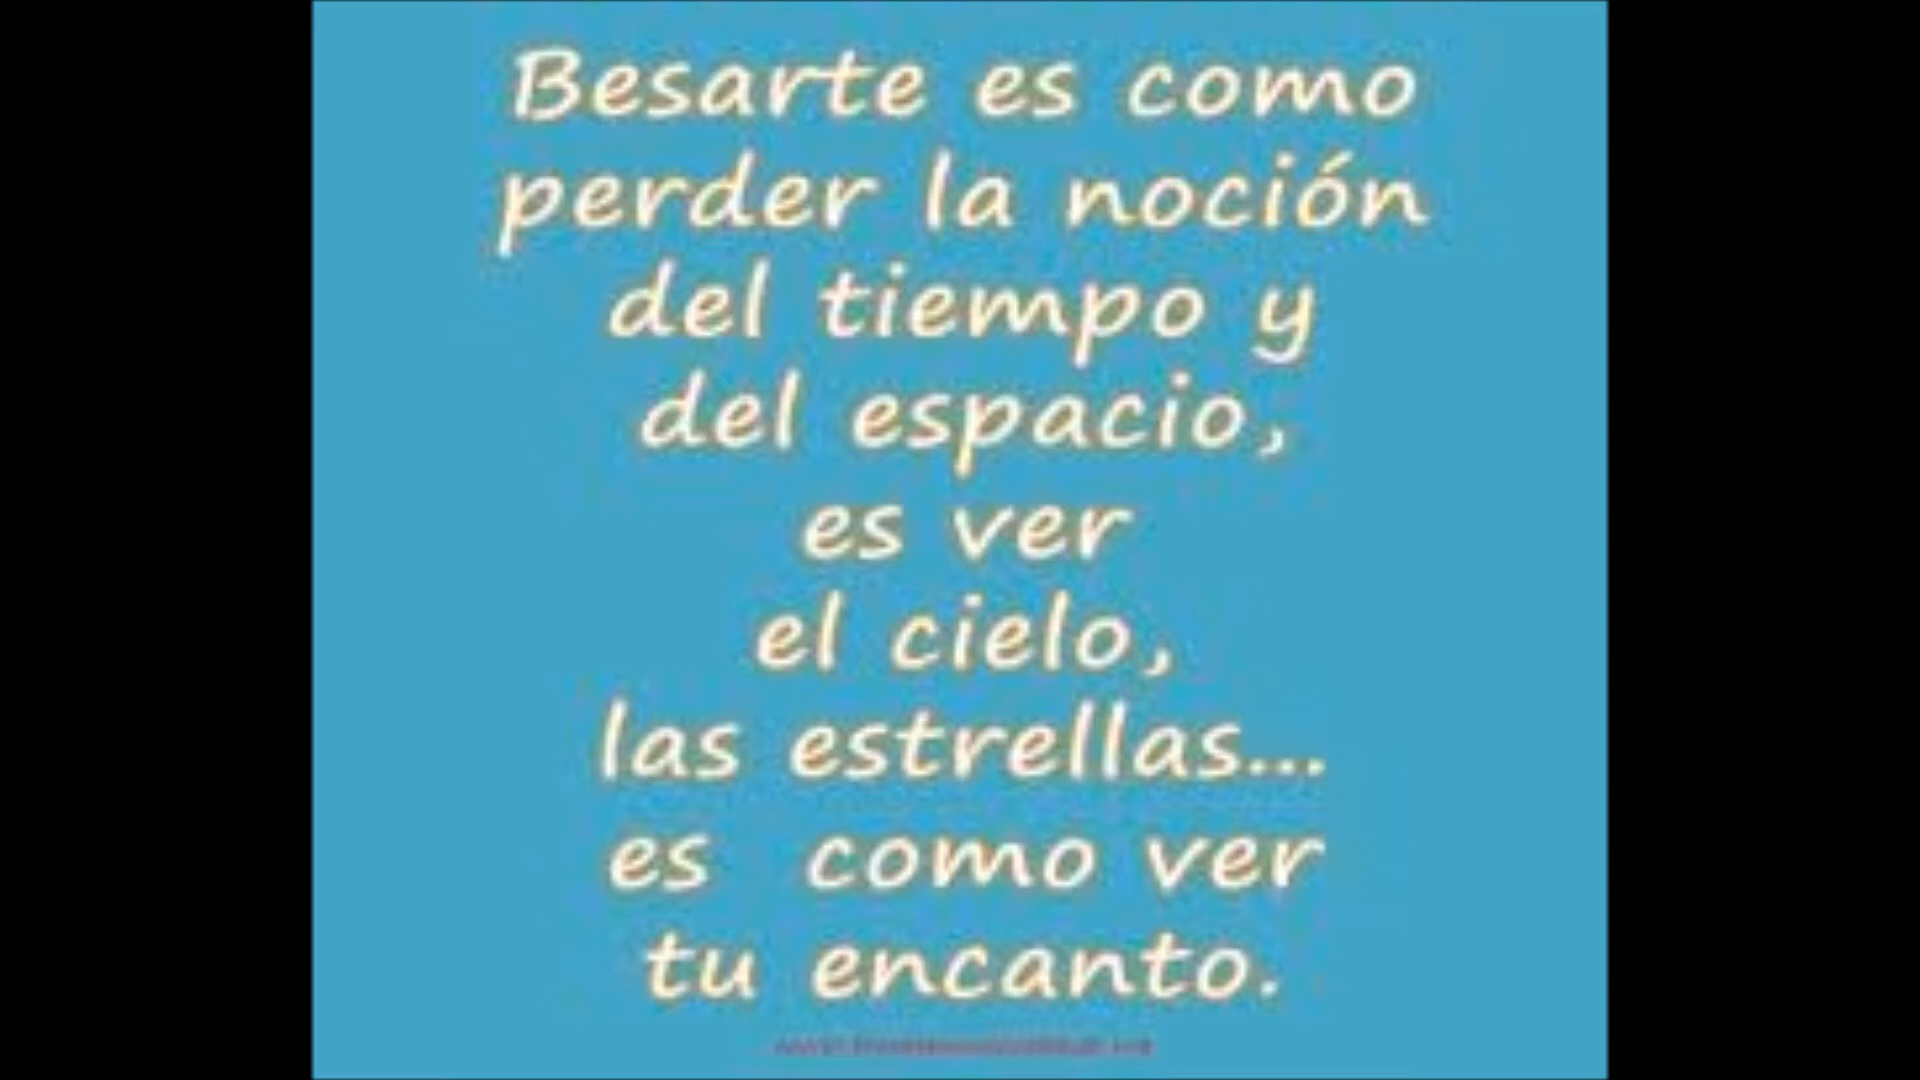 Besarte es como
perder la noción
del tiempo y
del espacio,
es ver
el cielo,
las estrellas...
es como ver
tu encanto.